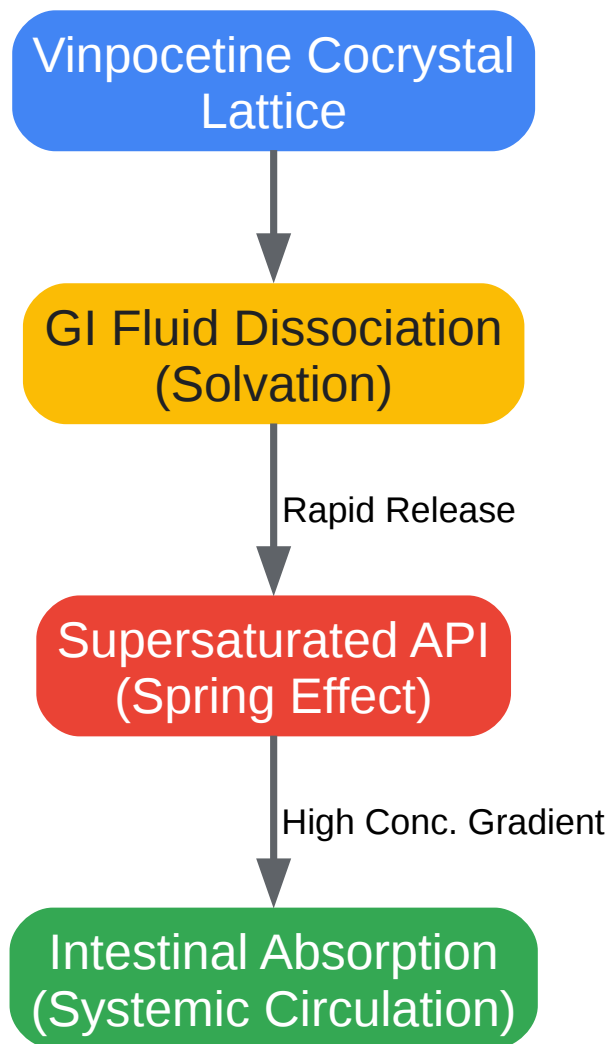 Vinpocetine Cocrystal
Lattice
GI Fluid Dissociation
(Solvation)
Rapid Release
Supersaturated API
(Spring Effect)
High Conc. Gradient
Intestinal Absorption
(Systemic Circulation)